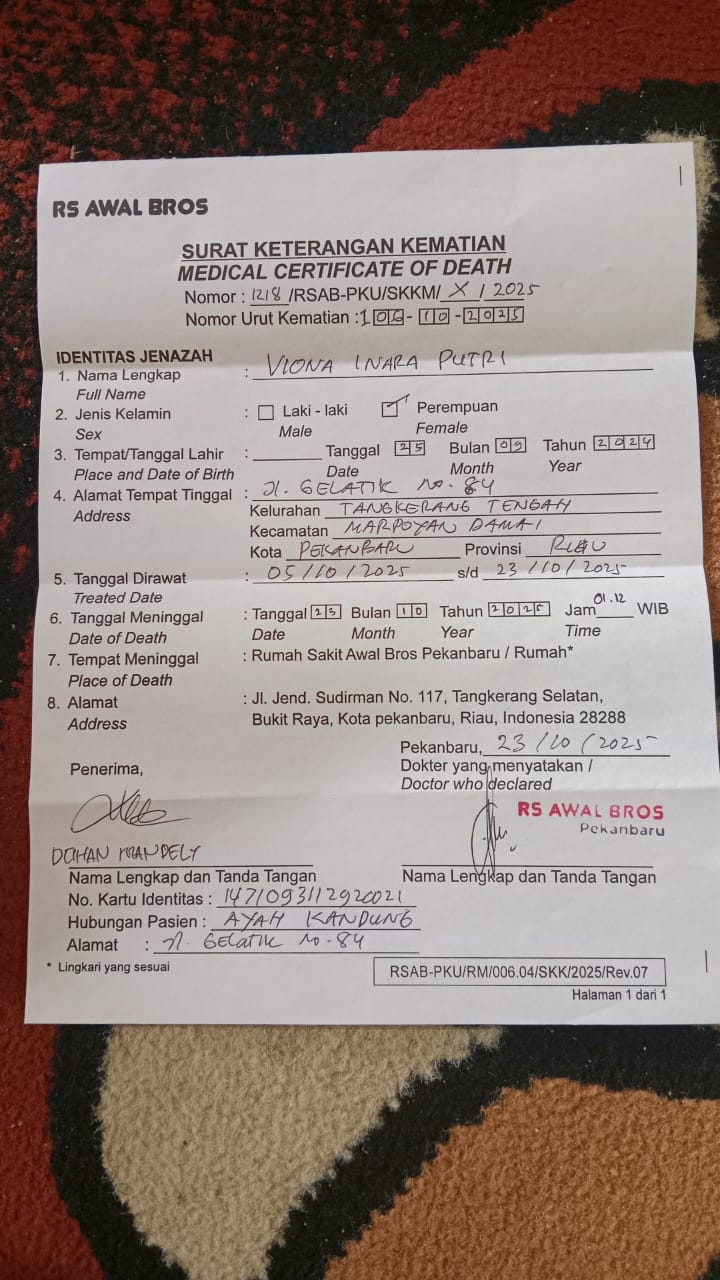 RS AWAL BROS
SURAT KETERANGAN KEMATIAN
MEDICAL CERTIFICATE OF DEATH
Nomor : 1218/RSAB-PKU/SKKM/ X / 2025
Nomor Urut Kematian : 106-10-2025
IDENTITAS JENAZAH
1. Nama Lengkap : VIONA INARA PUTRI
Full Name
2. Jenis Kelamin : ☐ Laki - laki ☑ Perempuan
Sex Male Female
3. Tempat/Tanggal Lahir : Tanggal 25 Bulan 09 Tahun 2024
Place and Date of Birth Date Month Year
4. Alamat Tempat Tinggal : Jl. GELATIK No. 84
Address Kelurahan TANGKERANG TENGAH
Kecamatan MARPOYAN DAMAI
Kota PEKANBARU Provinsi RIAU
5. Tanggal Dirawat : 05/10/2025 s/d 23/10/2025
Treated Date
6. Tanggal Meninggal : Tanggal 23 Bulan 10 Tahun 2025 Jam 01.12 WIB
Date of Death Date Month Year Time
7. Tempat Meninggal : Rumah Sakit Awal Bros Pekanbaru / Rumah*
Place of Death
8. Alamat : Jl. Jend. Sudirman No. 117, Tangkerang Selatan,
Address Bukit Raya, Kota pekanbaru, Riau, Indonesia 28288
Pekanbaru, 23/10/2025
Penerima, Dokter yang menyatakan /
Doctor who declared
RS AWAL BROS
Pekanbaru
Nama Lengkap dan Tanda Tangan Nama Lengkap dan Tanda Tangan
No. Kartu Identitas : 1471093112920021
Hubungan Pasien : AYAH KANDUNG
Alamat : Jl. GELATIK No. 84
* Lingkari yang sesuai
RSAB-PKU/RM/006.04/SKK/2025/Rev.07
Halaman 1 dari 1